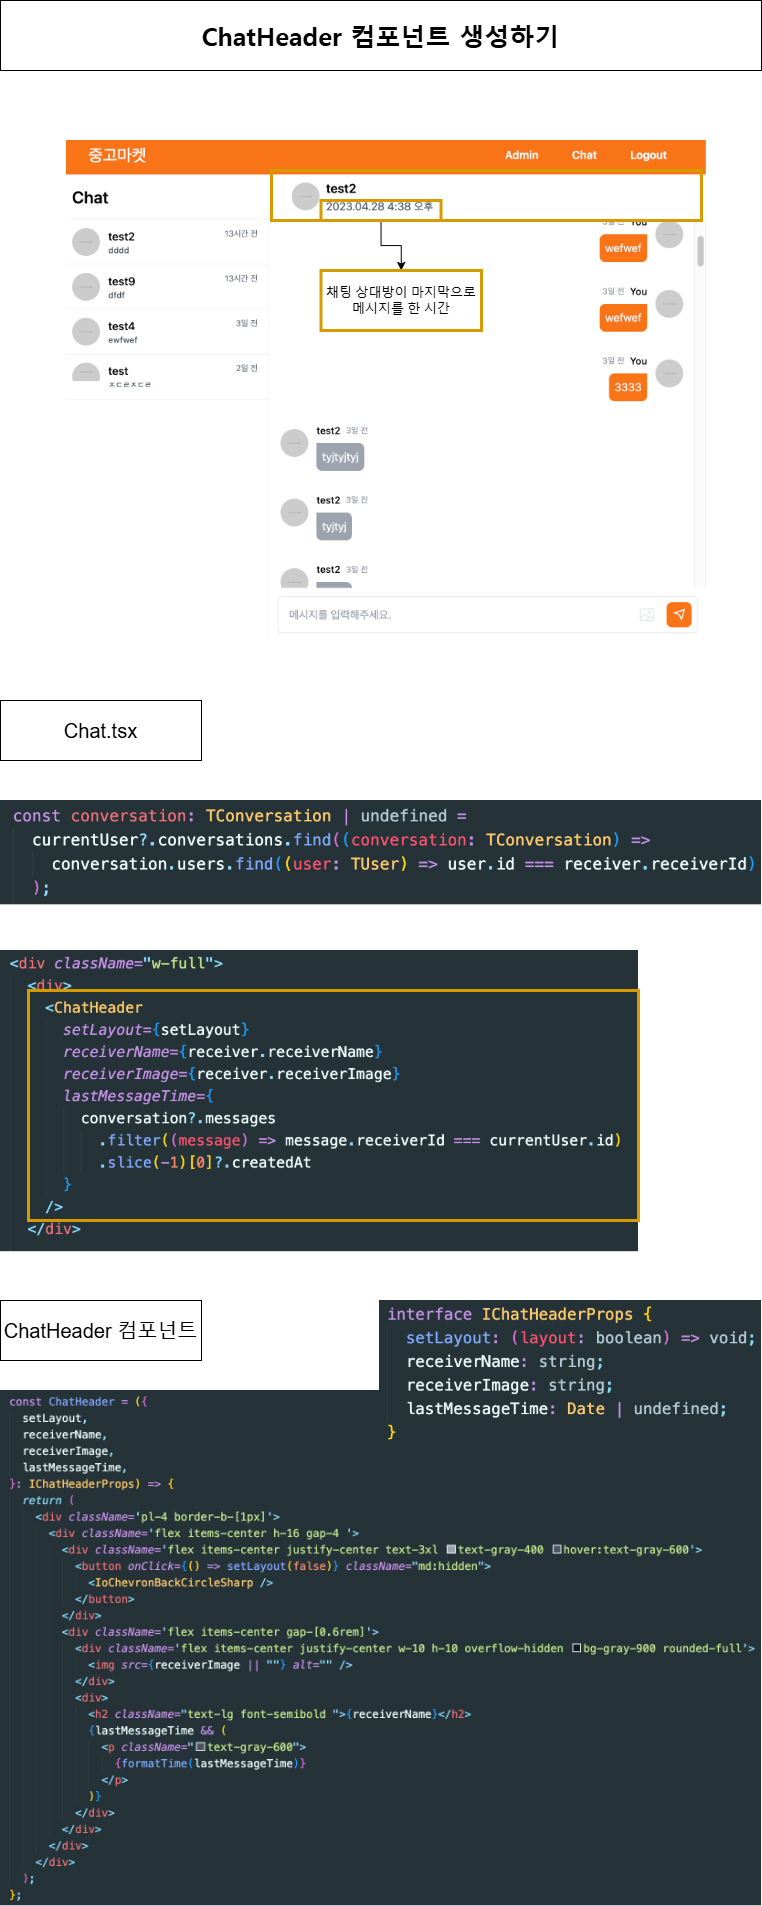 ChatHeader 컴포넌트 생성하기
중고마켓
Admin
Chat
Logout
Chat
test2
13시간 전
dddd
test9
13시간 전
dfdf
test4
3일 전
ewfwef
test
2일 전
ㅊㄷㄹㅈㄷㄹ
test2
2023.04.28 4:38 오후
채팅 상대방이 마지막으로
메시지를 한 시간
3일 전 You
wefwef
3일 전 You
wefwef
3일 전 You
3333
test2 3일 전
tyjtyjtyj
test2 3일 전
tyjtyj
test2 3일 전
메시지를 입력해주세요.
Chat.tsx
const conversation: TConversation | undefined =
currentUser?.conversations.find((conversation: TConversation) =>
conversation.users.find((user: TUser) => user.id === receiver.receiverId)
);
<div className="w-full">
<div>
<ChatHeader
setLayout={setLayout}
receiverName={receiver.receiverName}
receiverImage={receiver.receiverImage}
lastMessageTime={
conversation?.messages
.filter((message) => message.receiverId === currentUser.id)
.slice(-1)[0]?.createdAt
}
/>
</div>
ChatHeader 컴포넌트
interface IChatHeaderProps {
setLayout: (layout: boolean) => void;
receiverName: string;
receiverImage: string;
lastMessageTime: Date | undefined;
}
const ChatHeader = ({
setLayout,
receiverName,
receiverImage,
lastMessageTime,
}: IChatHeaderProps) => {
return (
<div className='pl-4 border-b-[1px]'>
<div className='flex items-center h-16 gap-4 '>
<div className='flex items-center justify-center text-3xl text-gray-400 hover:text-gray-600'>
<button onClick={() => setLayout(false)} className="md:hidden">
<IoChevronBackCircleSharp />
</button>
</div>
<div className='flex items-center gap-[0.6rem]'>
<div className='flex items-center justify-center w-10 h-10 overflow-hidden bg-gray-900 rounded-full'>
<img src={receiverImage || ""} alt="" />
</div>
<div>
<h2 className="text-lg font-semibold ">{receiverName}</h2>
{lastMessageTime && (
<p className="text-gray-600">
{formatTime(lastMessageTime)}
</p>
)}
</div>
</div>
</div>
</div>
);
};